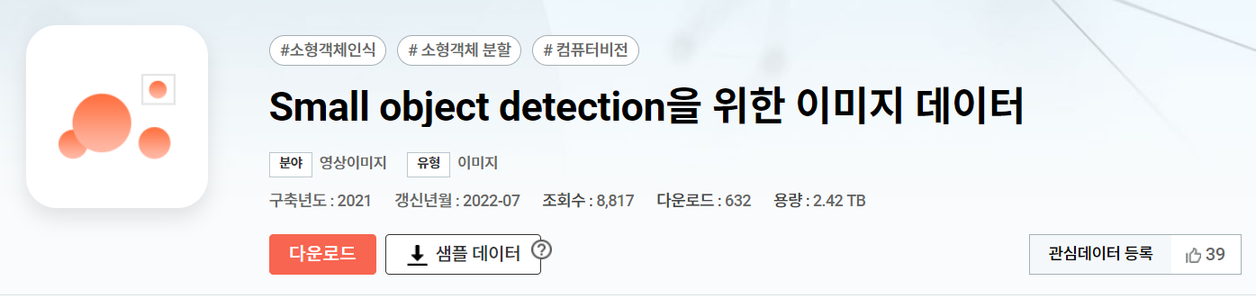 #소형객체인식 # 소형객체 분할 # 컴퓨터비전
Small object detection을 위한 이미지 데이터
분야 영상이미지 유형 이미지
구축년도 : 2021 갱신년월 : 2022-07 조회수 : 8,817 다운로드 : 632 용량 : 2.42 TB
다운로드 샘플 데이터 ? 관심데이터 등록 39